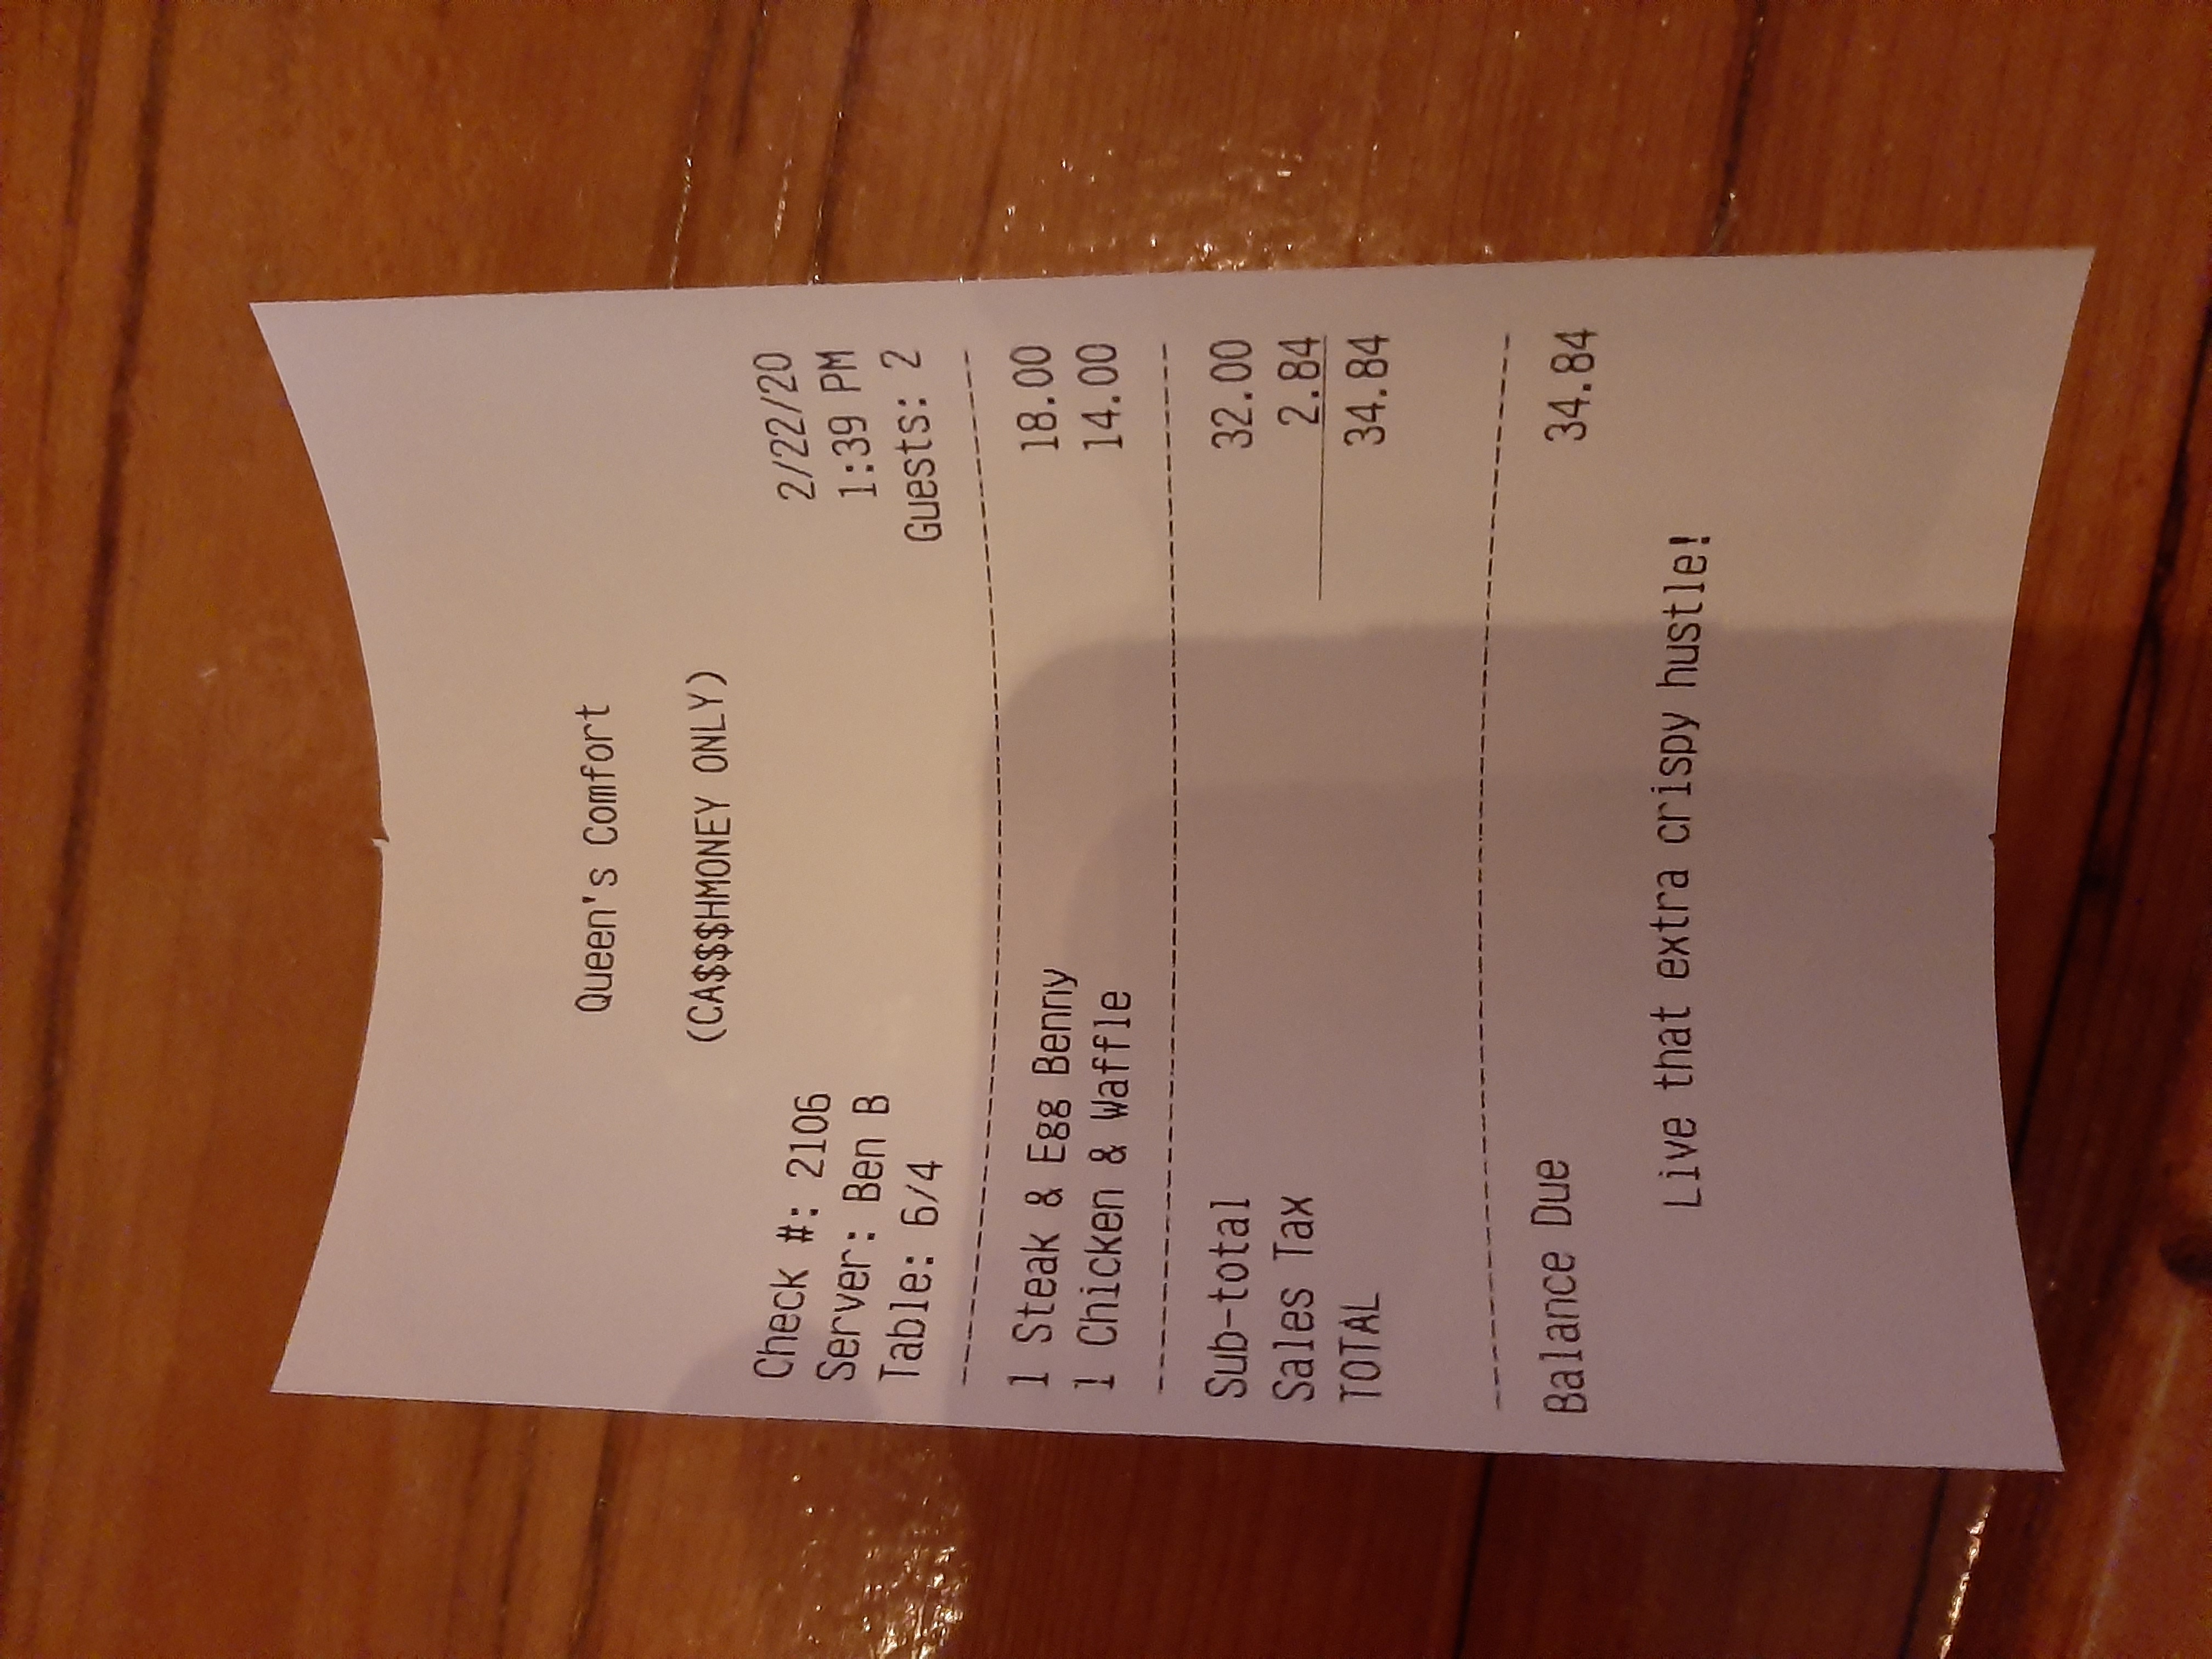 Queen's Comfort
(CA$$$HMONEY ONLY)
Check #: 2106 2/22/20
Server: Ben B 1:39 PM
Table: 6/4 Guests: 2
1 Steak & Egg Benny 18.00
1 Chicken & Waffle 14.00
Sub-total 32.00
Sales Tax 2.84
TOTAL 34.84
Balance Due 34.84
Live that extra crispy hustle!